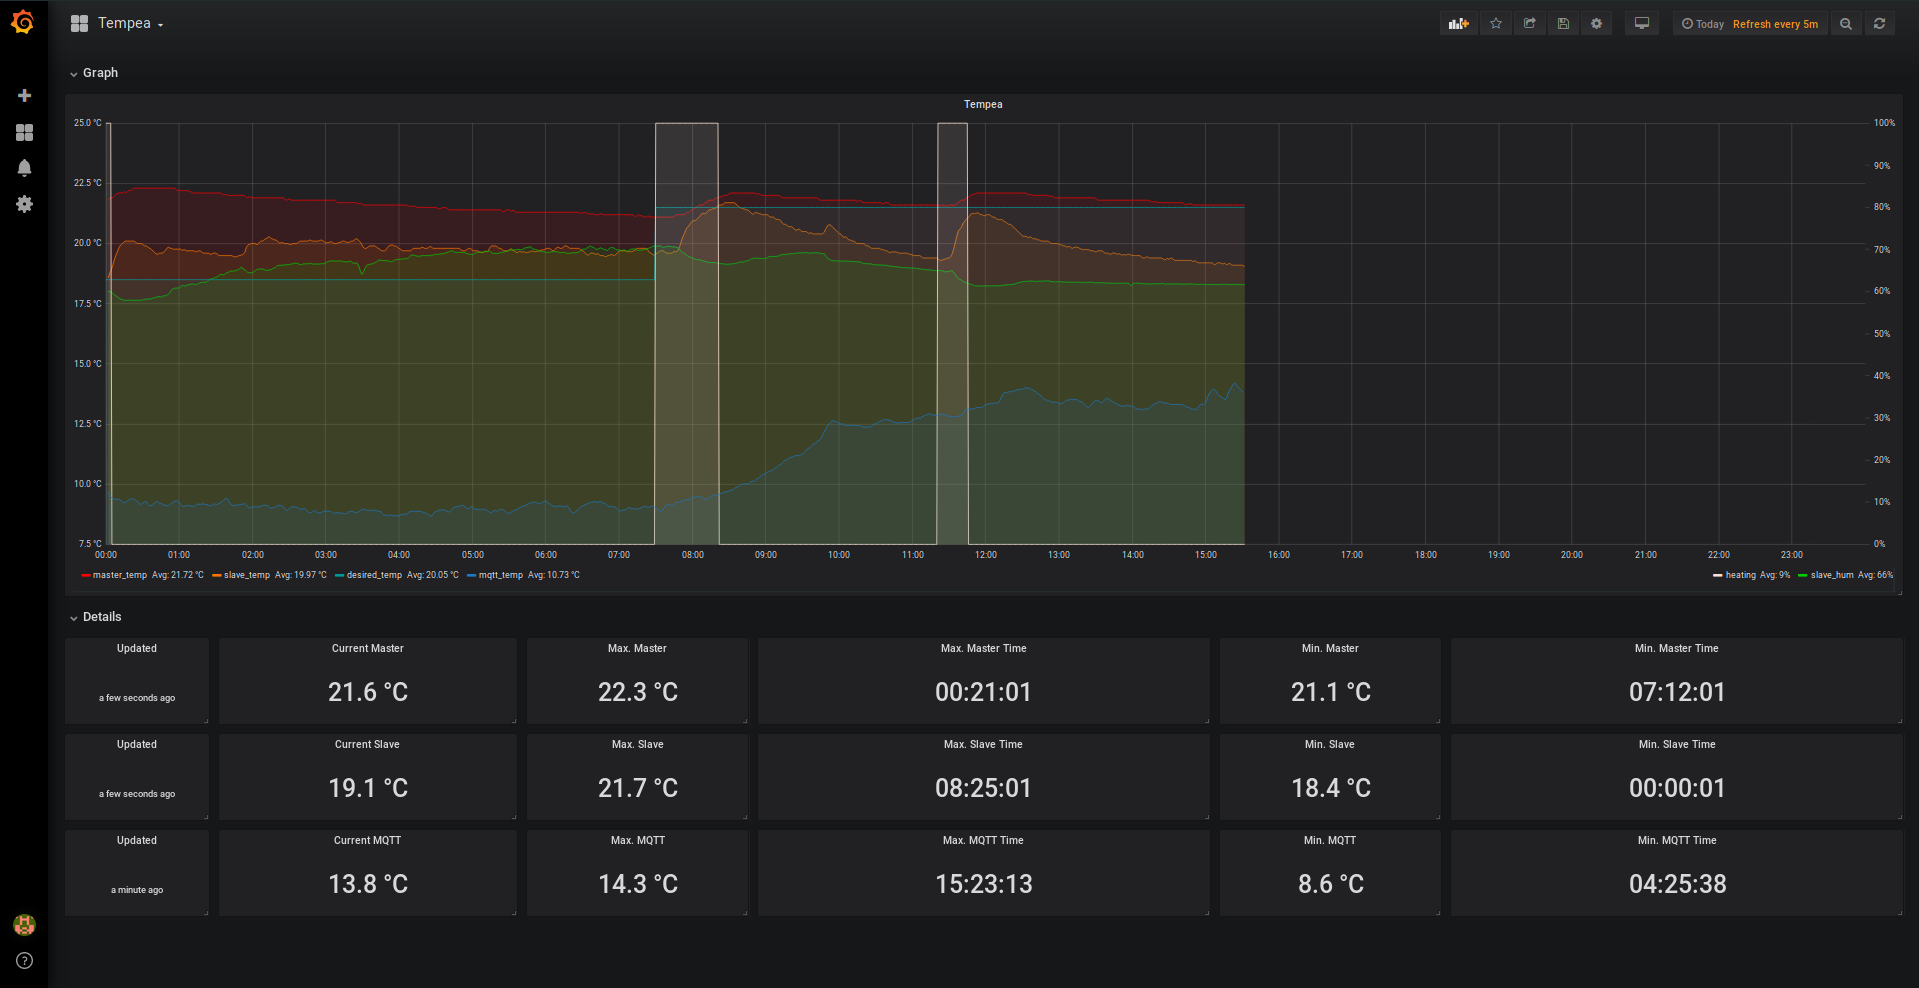 Tempea
Today Refresh every 5m
Graph
Tempea
25.0 °C
22.5 °C
20.0 °C
17.5 °C
15.0 °C
12.5 °C
10.0 °C
7.5 °C
100%
90%
80%
70%
60%
50%
40%
30%
20%
10%
0%
00:00 01:00 02:00 03:00 04:00 05:00 06:00 07:00 08:00 09:00 10:00 11:00 12:00 13:00 14:00 15:00 16:00 17:00 18:00 19:00 20:00 21:00 22:00 23:00
master_temp Avg: 21.72 °C slave_temp Avg: 19.97 °C desired_temp Avg: 20.05 °C mqtt_temp Avg: 10.73 °C heating Avg: 9% slave_hum Avg: 66%
Details
Updated Current Master Max. Master Max. Master Time Min. Master Min. Master Time
a few seconds ago 21.6 °C 22.3 °C 00:21:01 21.1 °C 07:12:01
Updated Current Slave Max. Slave Max. Slave Time Min. Slave Min. Slave Time
a few seconds ago 19.1 °C 21.7 °C 08:25:01 18.4 °C 00:00:01
Updated Current MQTT Max. MQTT Max. MQTT Time Min. MQTT Min. MQTT Time
a minute ago 13.8 °C 14.3 °C 15:23:13 8.6 °C 04:25:38
?